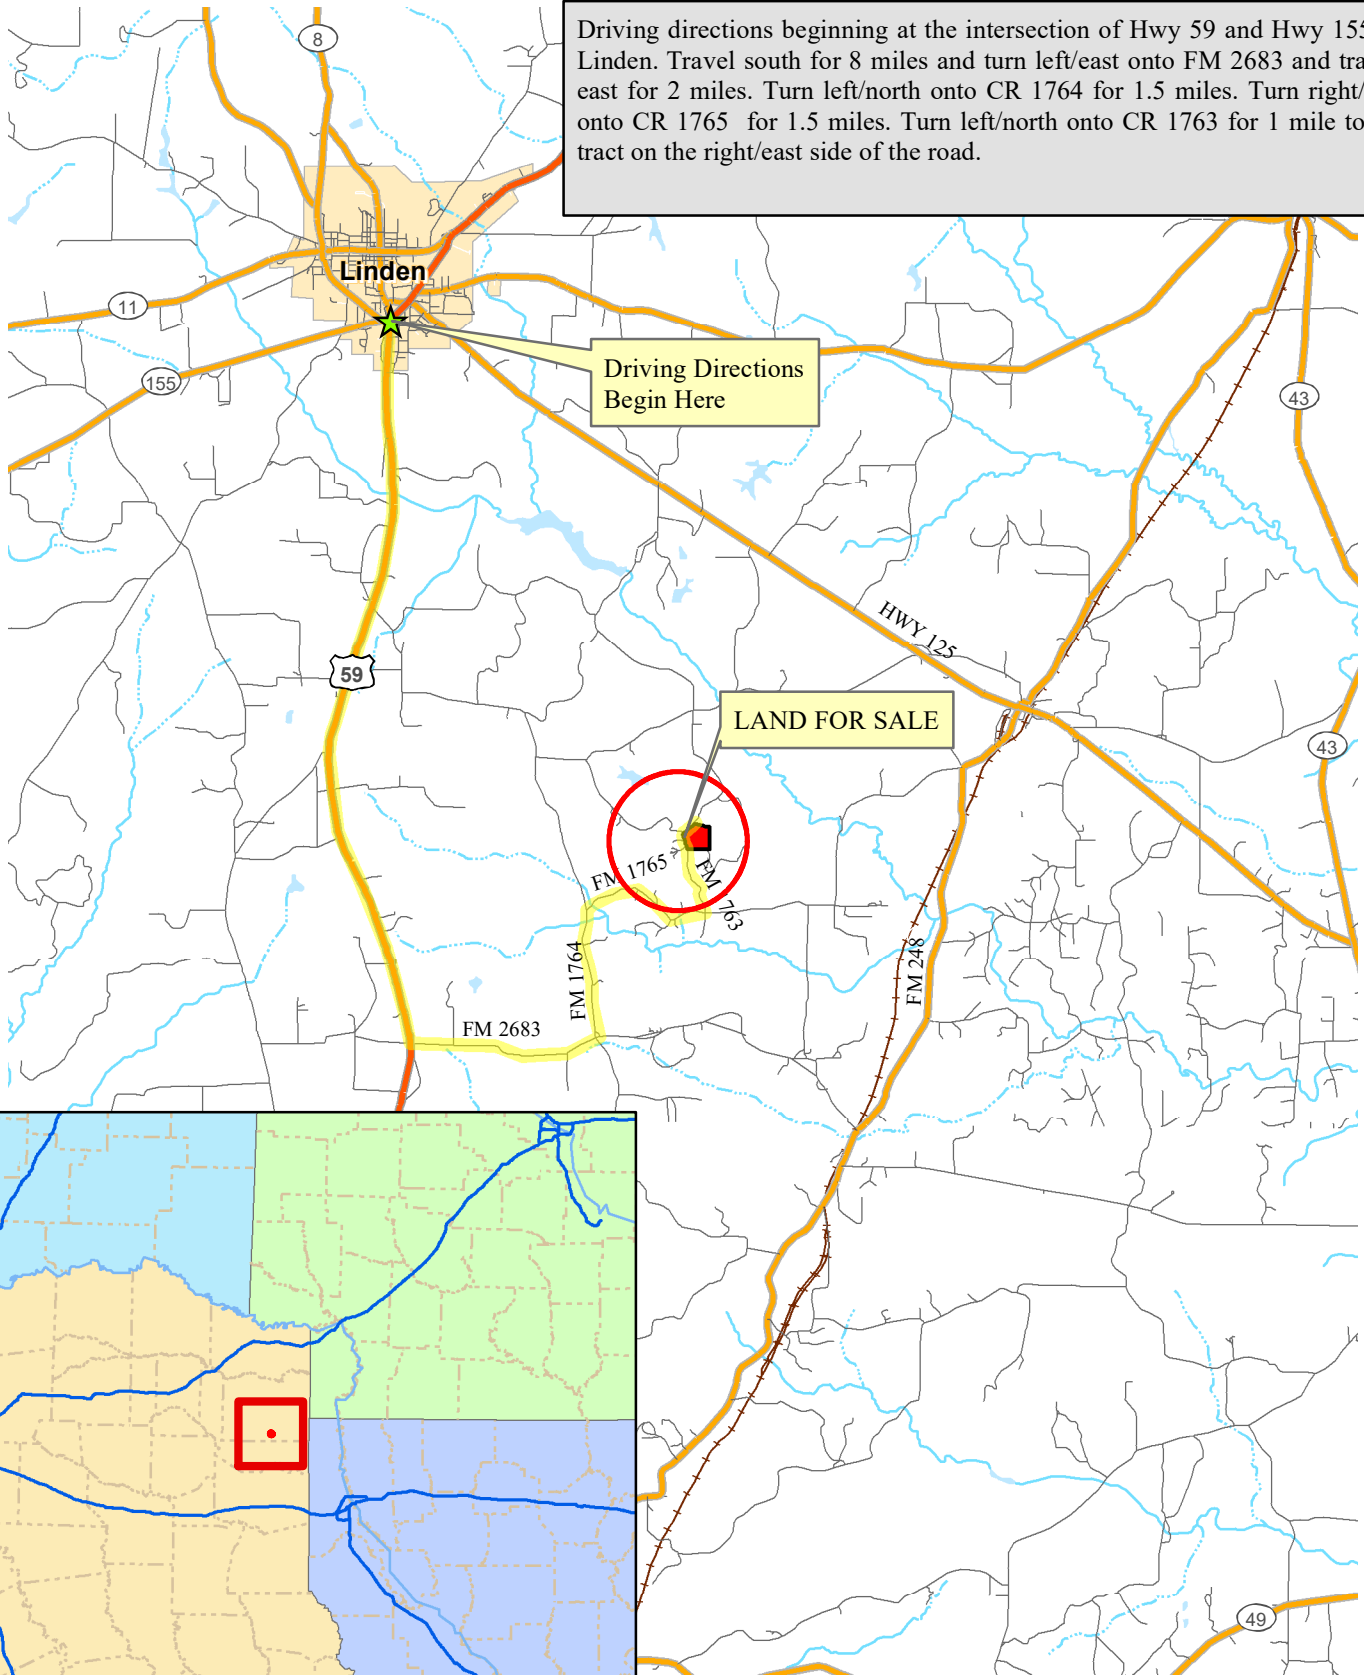 Driving directions beginning at the intersection of Hwy 59 and Hwy 155
Linden. Travel south for 8 miles and turn left/east onto FM 2683 and tra
east for 2 miles. Turn left/north onto CR 1764 for 1.5 miles. Turn right/
onto CR 1765 for 1.5 miles. Turn left/north onto CR 1763 for 1 mile to
tract on the right/east side of the road.
8
Linden
11
155
Driving Directions
Begin Here
43
HWY 125
59
LAND FOR SALE
43
FM 1765
FM 1763
FM 1764
FM 248
FM 2683
49